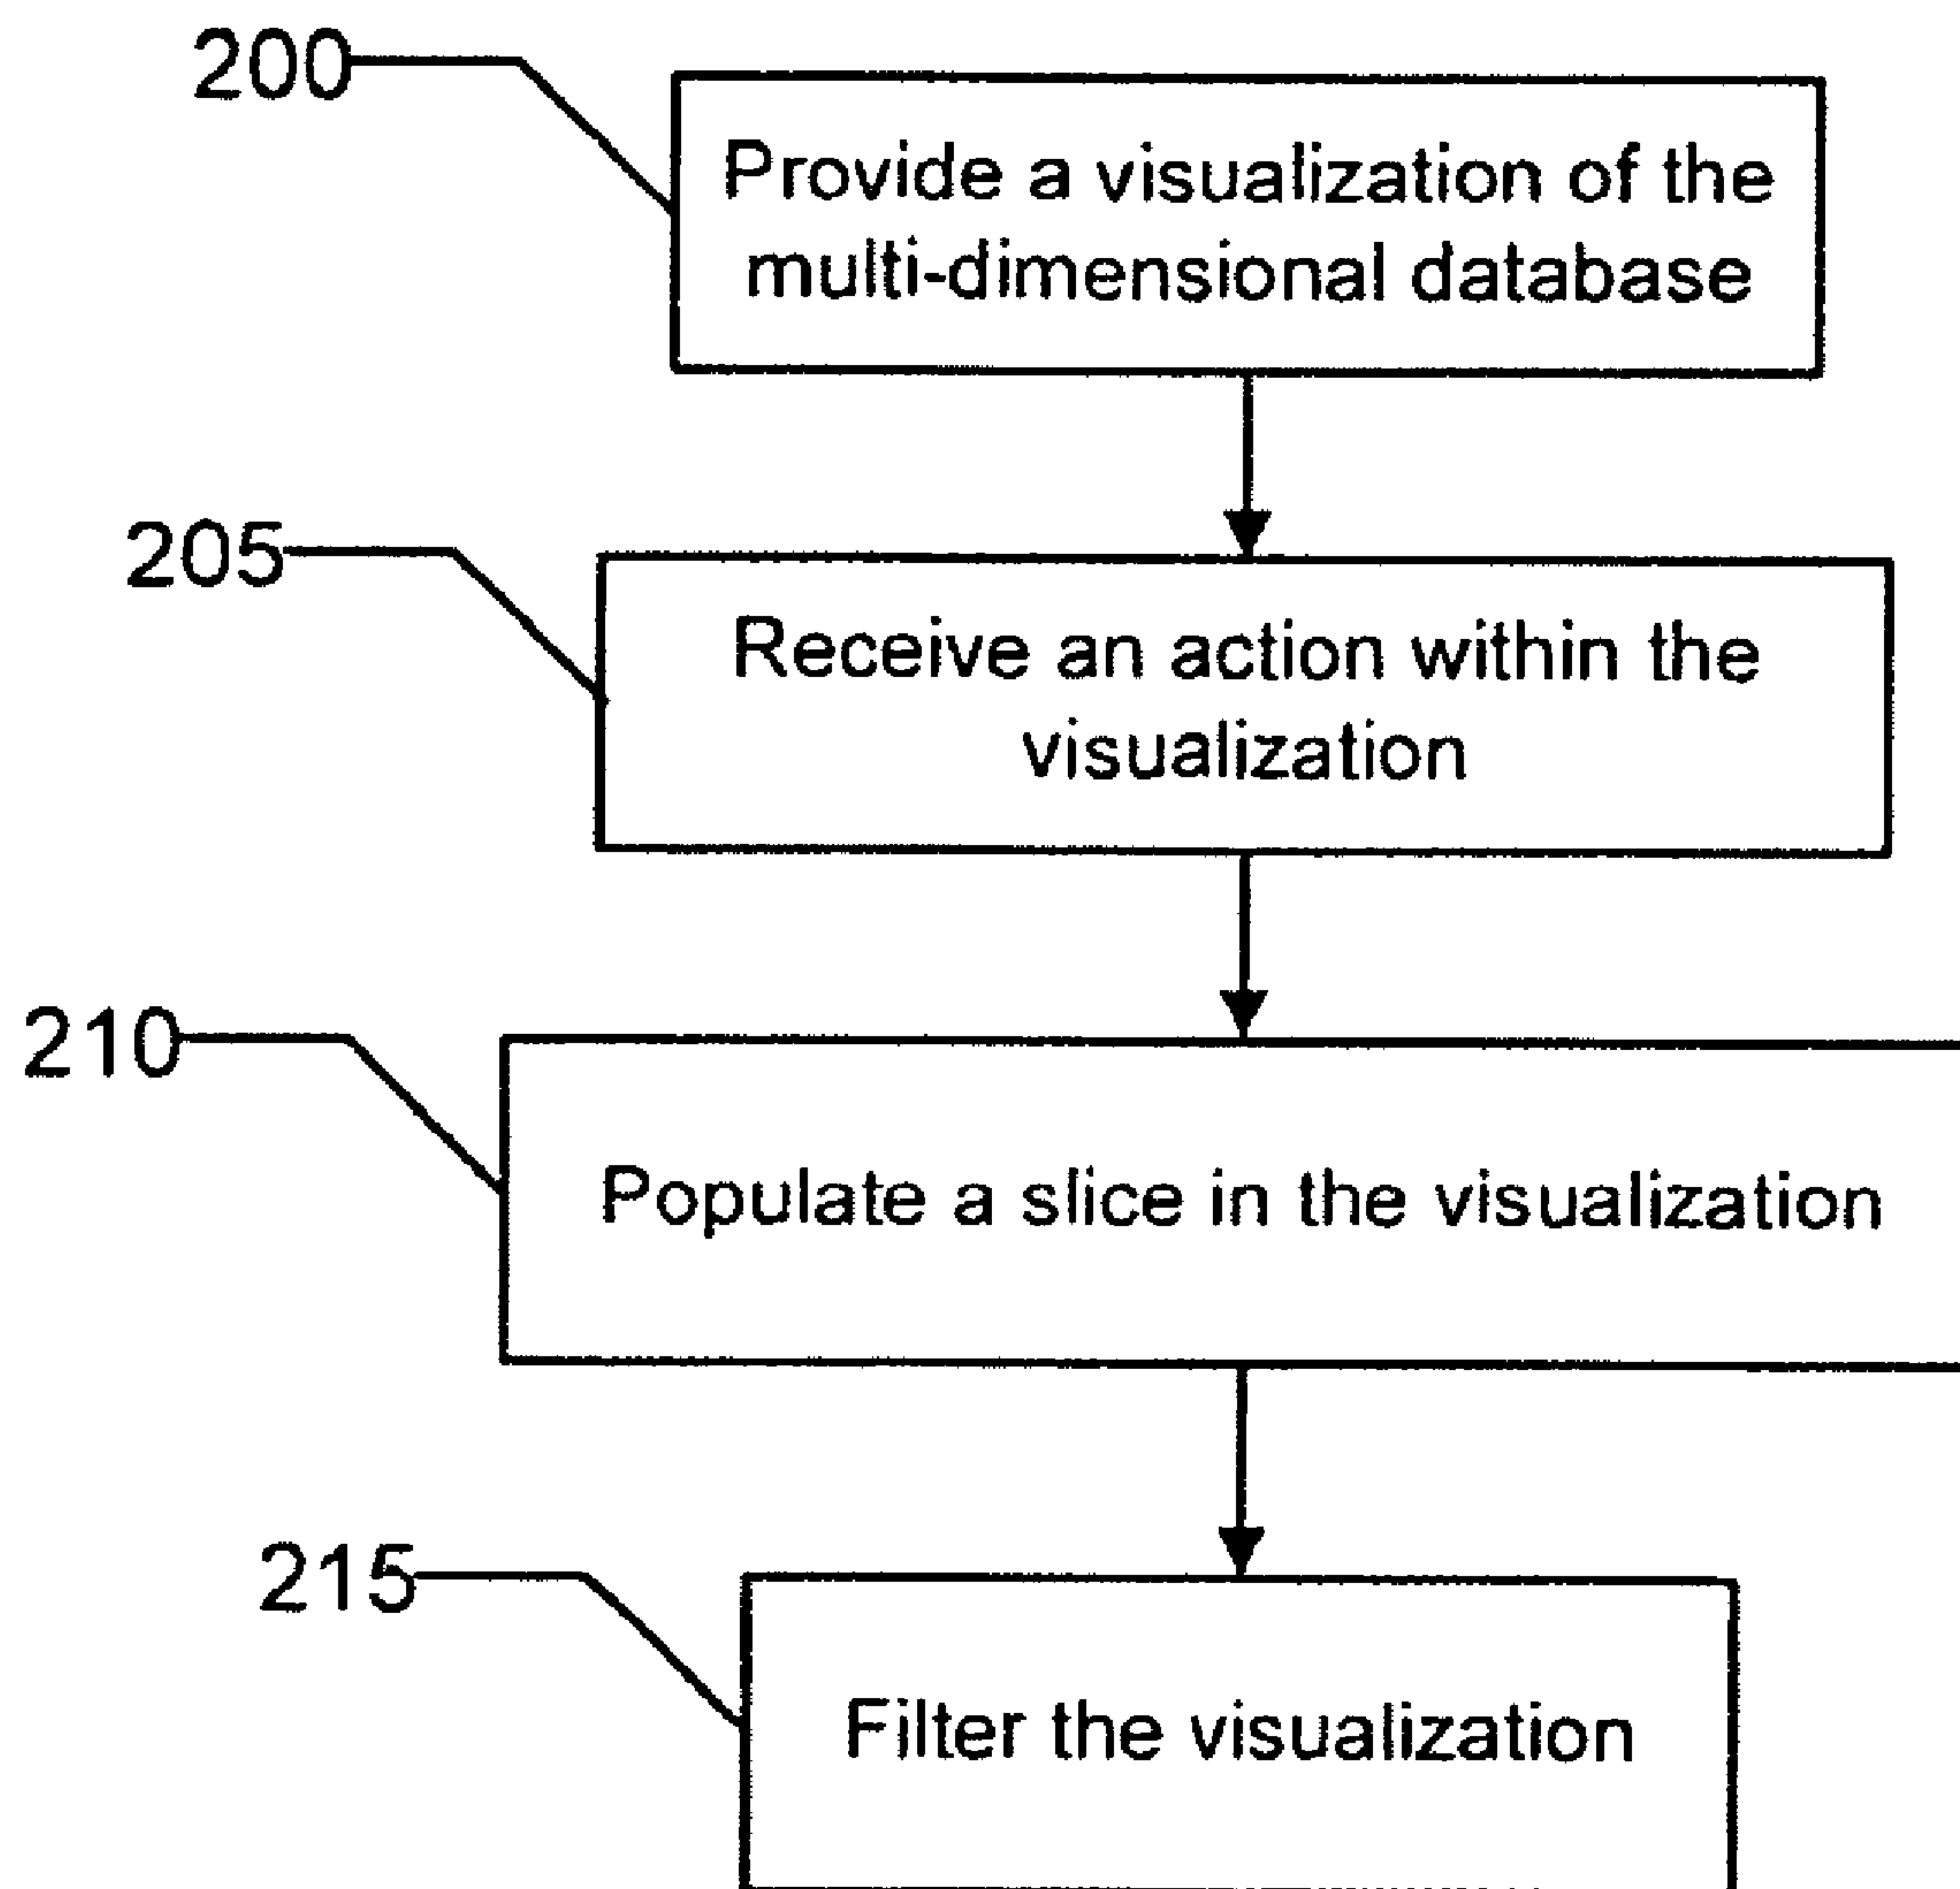 200
Provide a visualization of the
multi-dimensional database
205
Receive an action within the
visualization
210
Populate a slice in the visualization
215
Filter the visualization